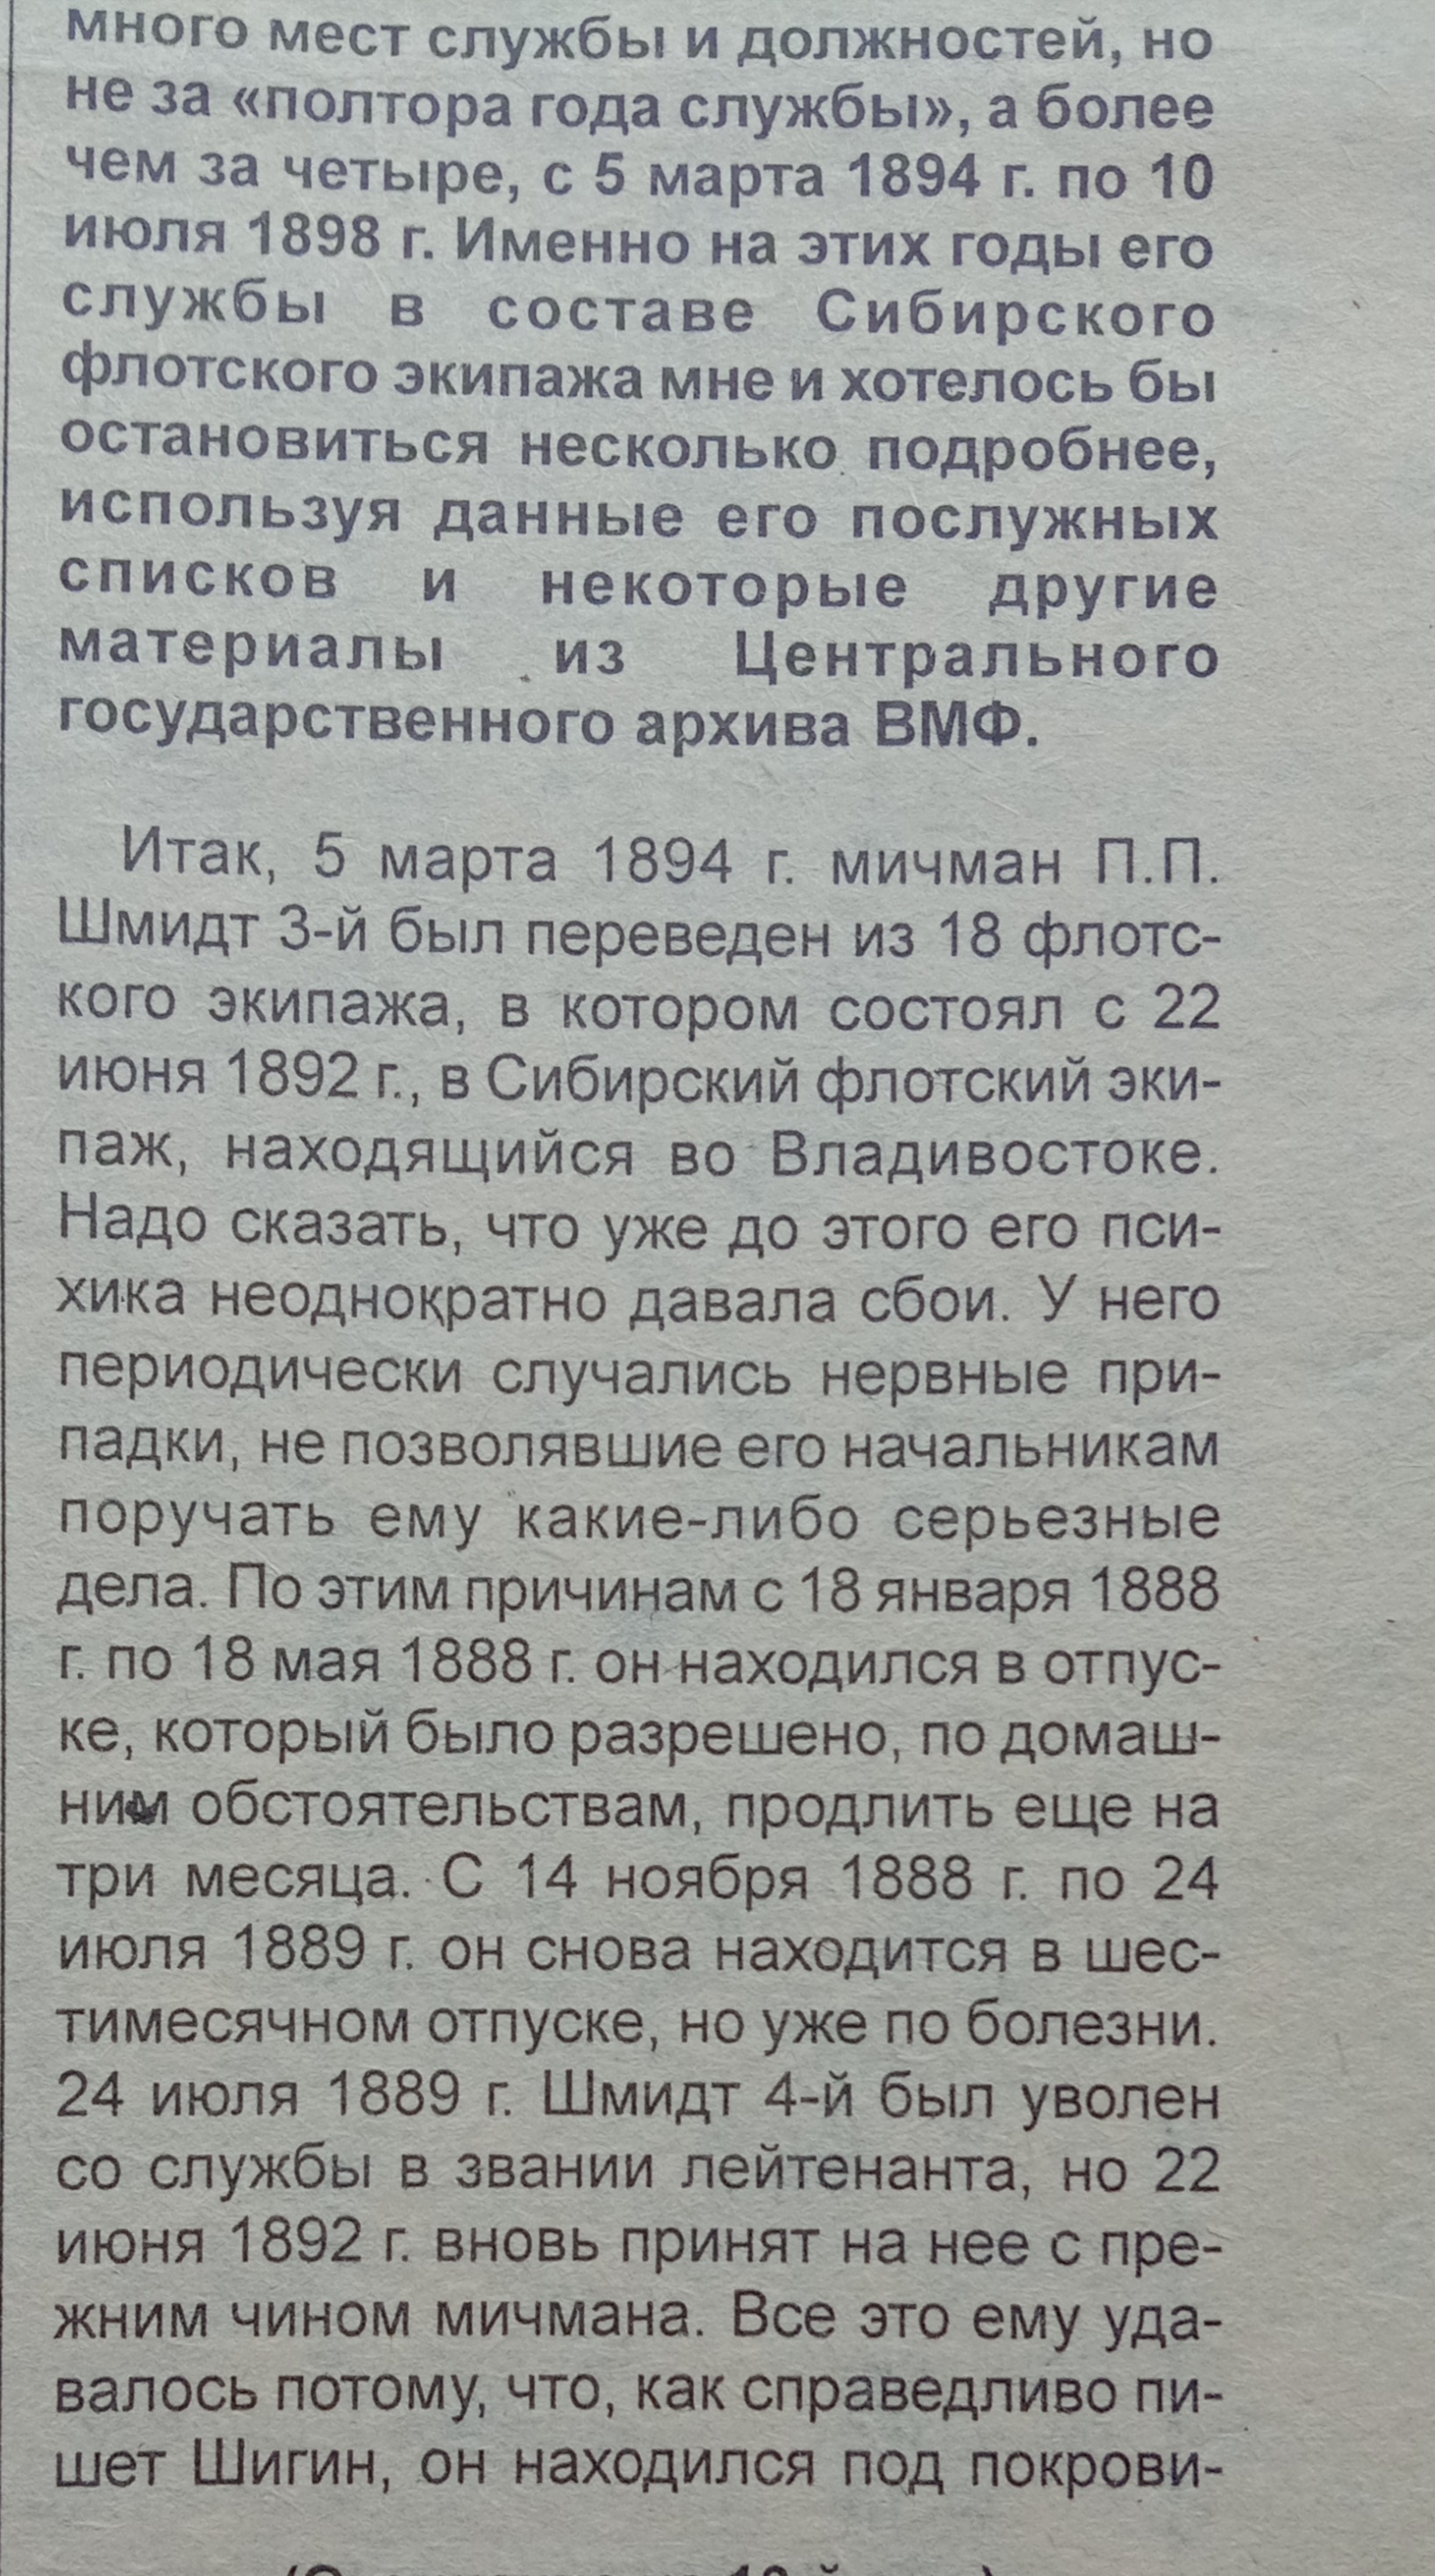 много мест службы и должностей, но
не за «полтора года службы», а более
чем за четыре, с 5 марта 1894 г. по 10
июля 1898 г. Именно на этих годы его
службы в составе Сибирского
флотского экипажа мне и хотелось бы
остановиться несколько подробнее,
используя данные его послужных
списков и некоторые другие
материалы из Центрального
государственного архива ВМФ.
Итак, 5 марта 1894 г. мичман П.П.
Шмидт 3-й был переведен из 18 флотс-
кого экипажа, в котором состоял с 22
июня 1892 г., в Сибирский флотский эки-
паж, находящийся во Владивостоке.
Надо сказать, что уже до этого его пси-
хика неоднократно давала сбои. У него
периодически случались нервные при-
падки, не позволявшие его начальникам
поручать ему какие-либо серьезные
дела. По этим причинам с 18 января 1888
г. по 18 мая 1888 г. он находился в отпус-
ке, который было разрешено, по домаш-
ним обстоятельствам, продлить еще на
три месяца. С 14 ноября 1888 г. по 24
июля 1889 г. он снова находится в шес-
тимесячном отпуске, но уже по болезни.
24 июля 1889 г. Шмидт 4-й был уволен
со службы в звании лейтенанта, но 22
июня 1892 г. вновь принят на нее с пре-
жним чином мичмана. Все это ему уда-
валось потому, что, как справедливо пи-
шет Шигин, он находился под покрови-